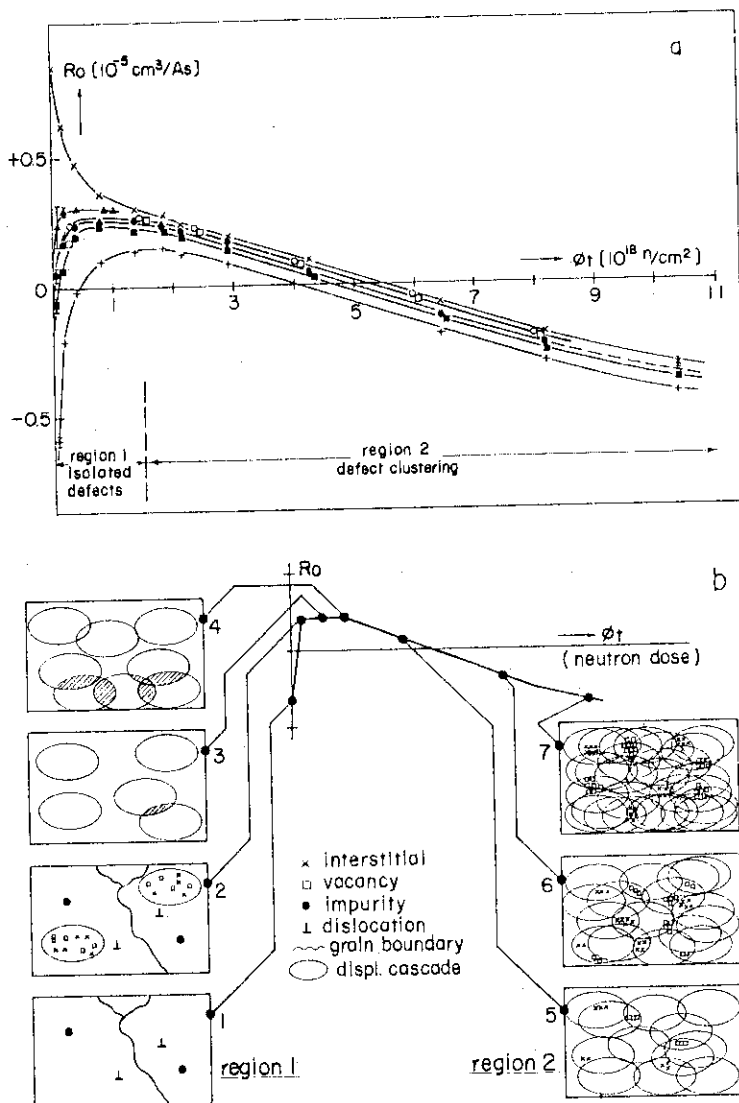 a
Ro (10⁻⁵ cm³/As)
+0.5
0
-0.5
1
3
5
7
9
11
Øt (10¹⁸ n/cm²)
region 1
isolated
defects
region 2
defect clustering
b
Ro
Øt
(neutron dose)
4
3
2
1
7
6
5
× interstitial
□ vacancy
● impurity
⊥ dislocation
grain boundary
displ. cascade
region 1
region 2